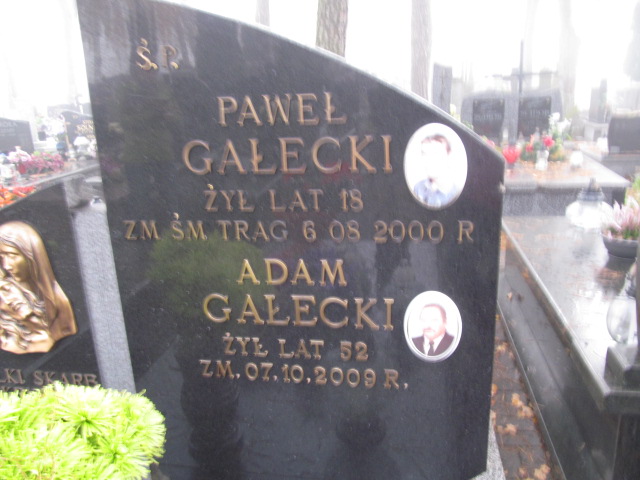 Ś.P.
PAWEŁ
GAŁECKI
ŻYŁ LAT 18
ZM ŚM TRAG 6 08 2000 R
ADAM
GAŁECKI
ŻYŁ LAT 52
ZM. 07.10.2009 R.
SKARB